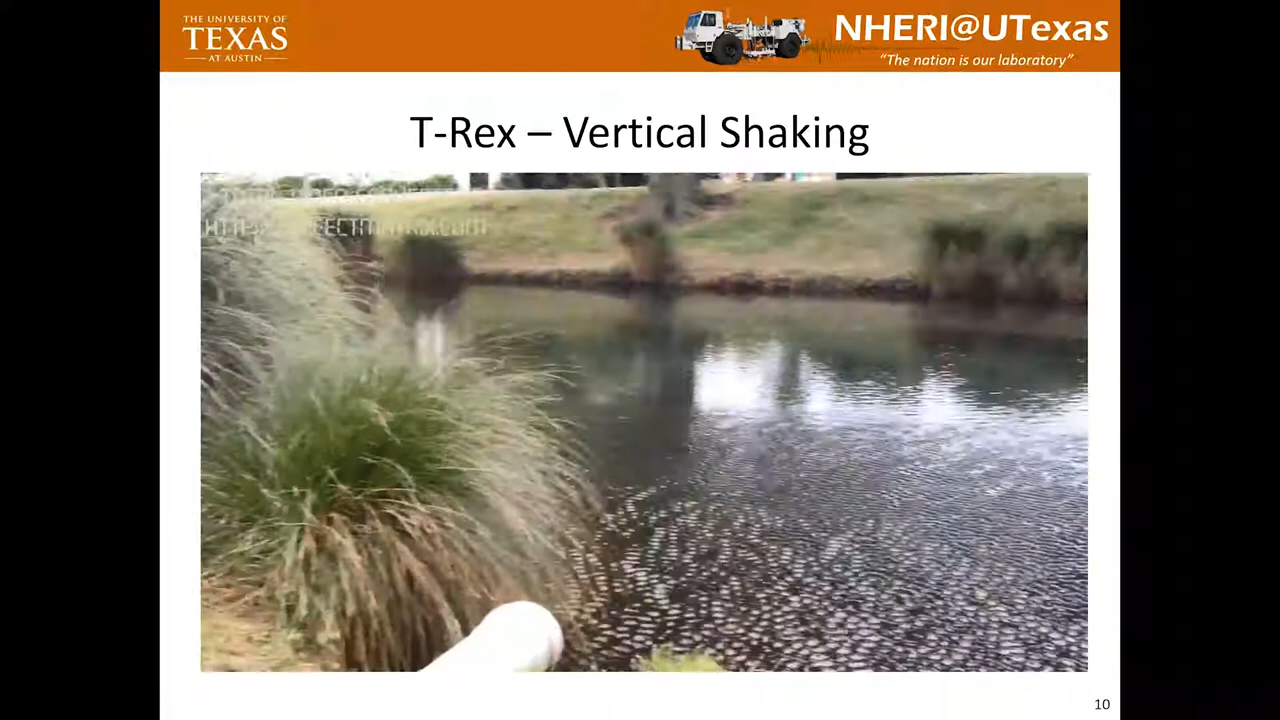 THE UNIVERSITY OF
TEXAS
AT AUSTIN
NHERI@UTexas
“The nation is our laboratory”
T-Rex – Vertical Shaking
10